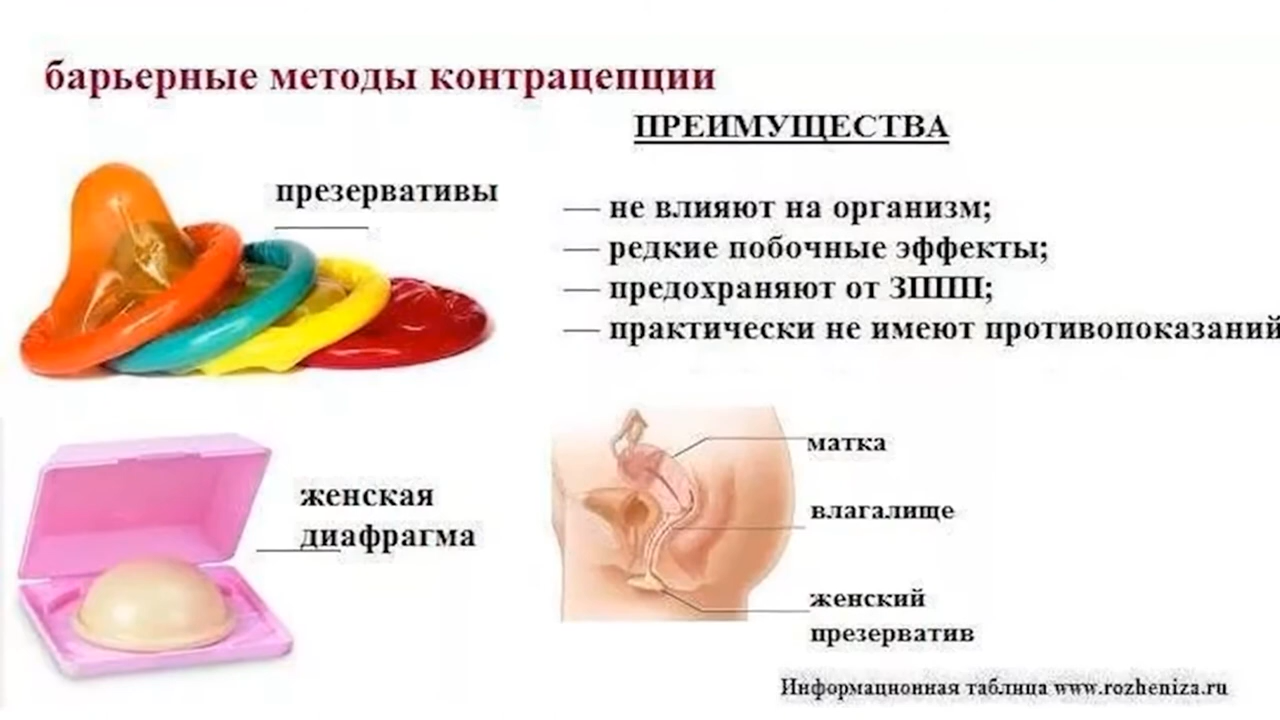 барьерные методы контрацепции
ПРЕИМУЩЕСТВА
презервативы
— не влияют на организм;
— редкие побочные эффекты;
— предохраняют от ЗППП;
— практически не имеют противопоказаний
женская
диафрагма
матка
влагалище
женский
презерватив
Информационная таблица www.rozheniza.ru